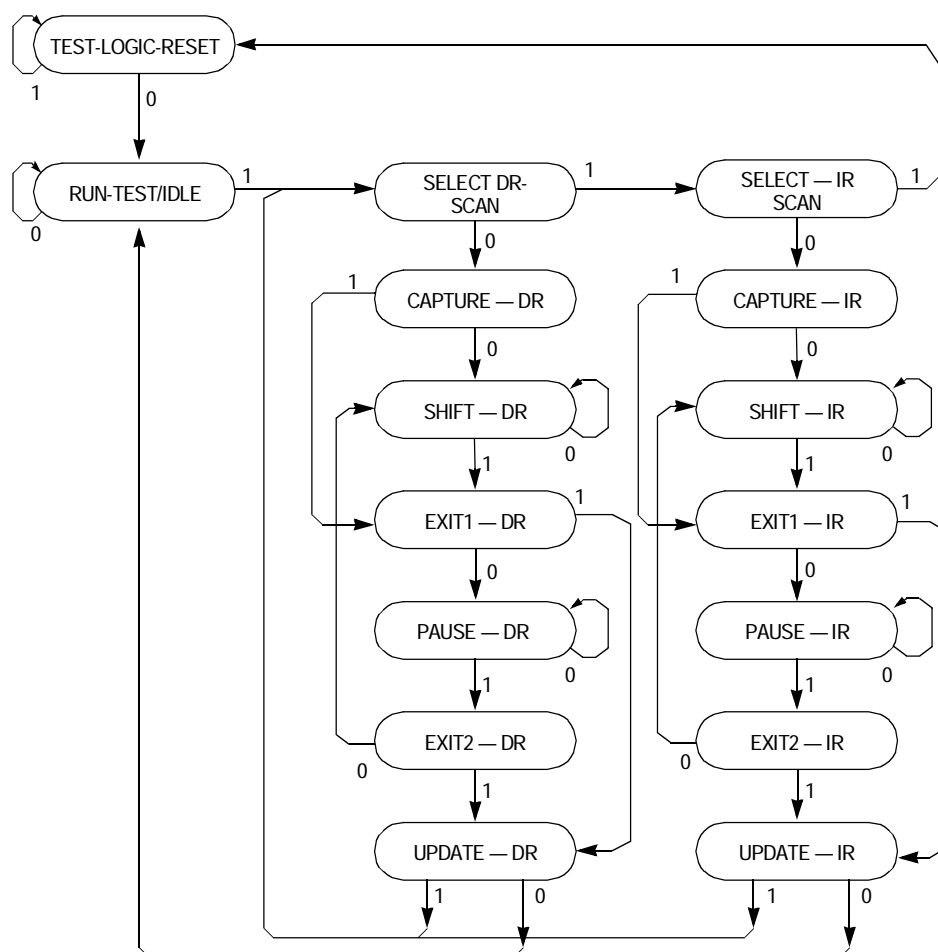 TEST-LOGIC-RESET
1
0
RUN-TEST/IDLE
1
0
SELECT DR-
SCAN
1
0
SELECT — IR
SCAN
1
0
1
CAPTURE — DR
0
1
CAPTURE — IR
0
SHIFT — DR
0
1
SHIFT — IR
0
1
EXIT1 — DR
1
0
EXIT1 — IR
1
0
PAUSE — DR
0
1
PAUSE — IR
0
1
EXIT2 — DR
0
1
EXIT2 — IR
0
1
UPDATE — DR
1
0
UPDATE — IR
1
0